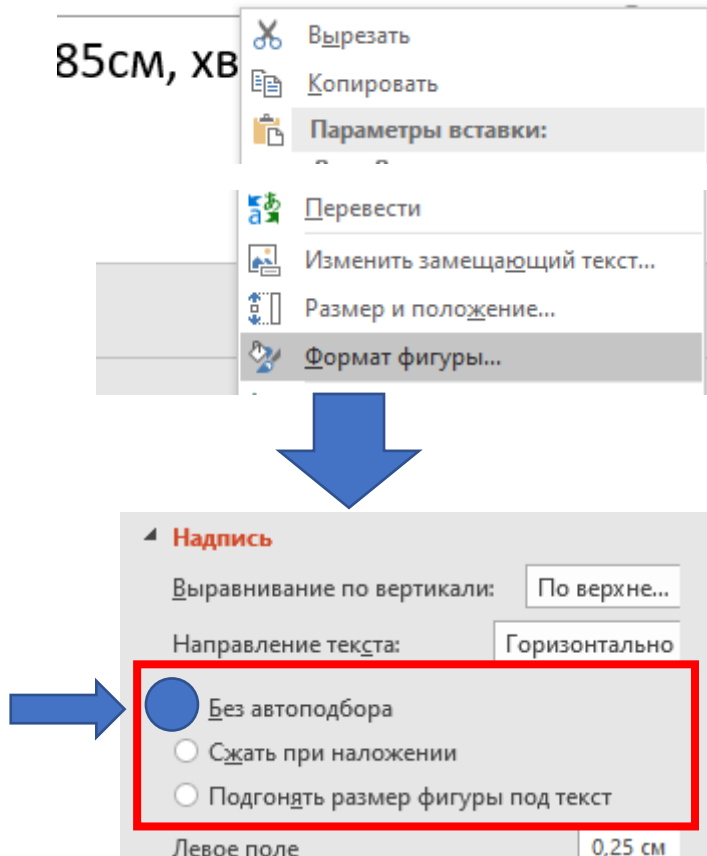 85см, хв
Вырезать
Копировать
Параметры вставки:
Перевести
Изменить замещающий текст...
Размер и положение...
Формат фигуры...
Надпись
Выравнивание по вертикали: По верхне...
Направление текста: Горизонтально
Без автоподбора
Сжать при наложении
Подгонять размер фигуры под текст
Левое поле 0,25 см